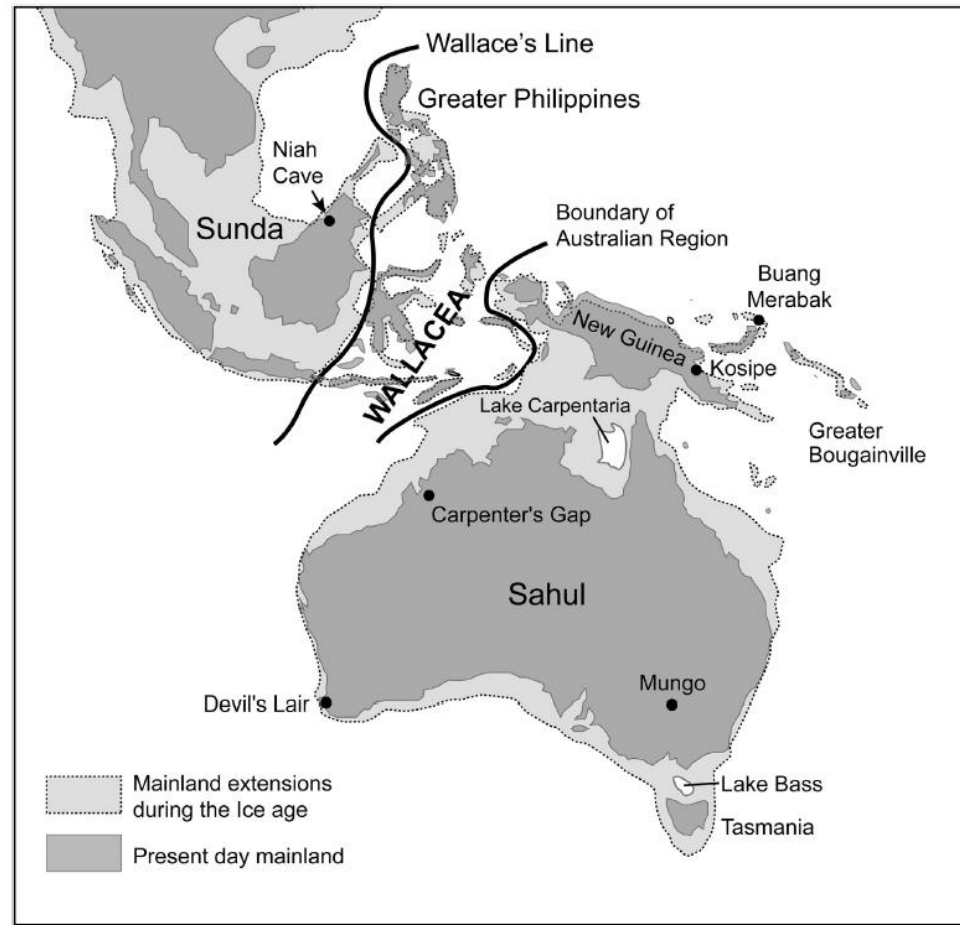 Wallace's Line
Greater Philippines
Niah
Cave
Sunda
Boundary of
Australian Region
Buang
Merabak
WALLACEA
New Guinea
Kosipe
Lake Carpentaria
Greater
Bougainville
Carpenter's Gap
Sahul
Mungo
Devil's Lair
Mainland extensions
during the Ice age
Lake Bass
Tasmania
Present day mainland